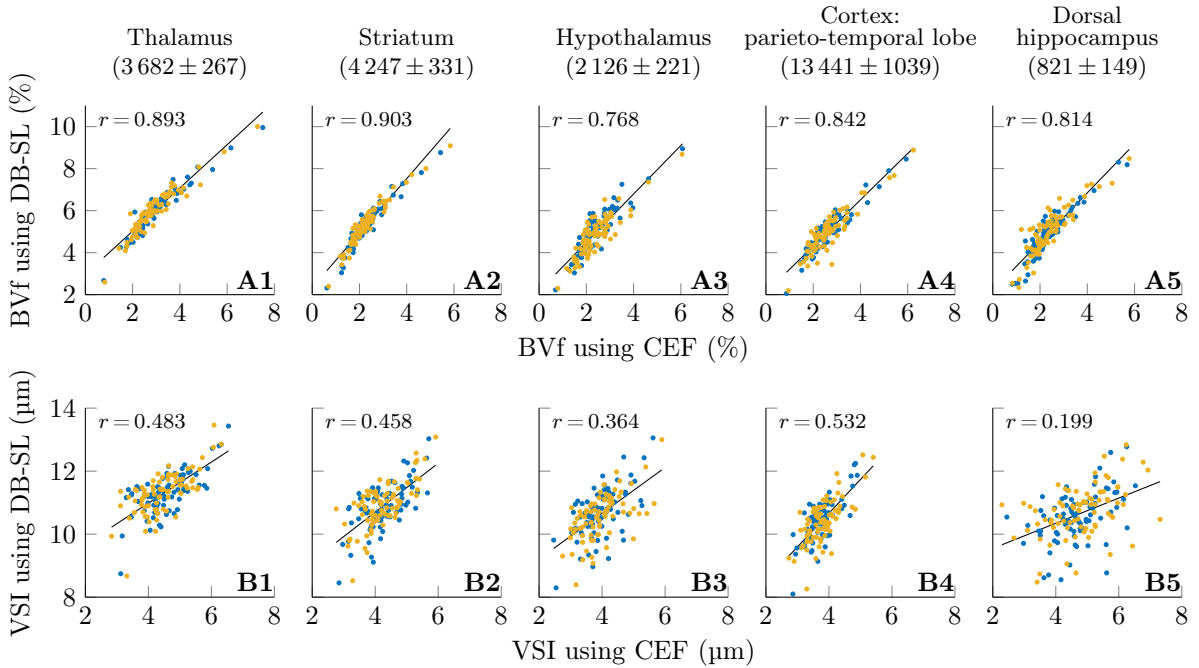 Thalamus
(3 682 ± 267)
Striatum
(4 247 ± 331)
Hypothalamus
(2 126 ± 221)
Cortex:
parieto-temporal lobe
(13 441 ± 1039)
Dorsal
hippocampus
(821 ± 149)
BVf using DB-SL (%)
10
8
6
4
2
r = 0.893
A1
0 2 4 6 8
r = 0.903
A2
0 2 4 6 8
r = 0.768
A3
0 2 4 6 8
r = 0.842
A4
0 2 4 6 8
r = 0.814
A5
0 2 4 6 8
BVf using CEF (%)
VSI using DB-SL (µm)
14
12
10
8
r = 0.483
B1
2 4 6 8
r = 0.458
B2
2 4 6 8
r = 0.364
B3
2 4 6 8
r = 0.532
B4
2 4 6 8
r = 0.199
B5
2 4 6 8
VSI using CEF (µm)